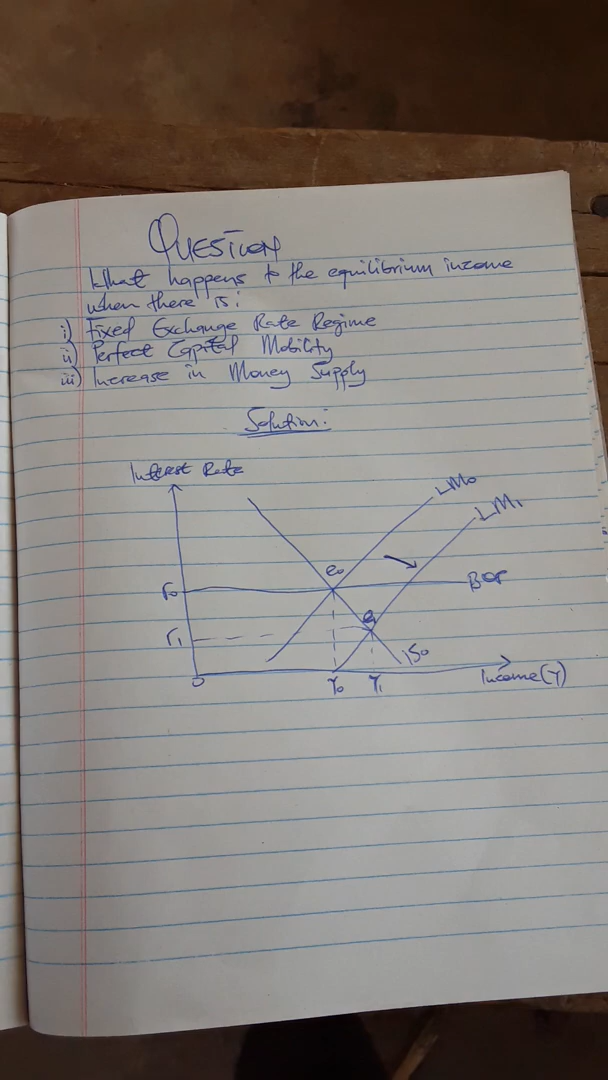 QUESTION
What happens to the equilibrium income
when there is:
i) Fixed Exchange Rate Regime
ii) Perfect Capital Mobility
iii) Increase in Money Supply
Solution:
Interest Rate
LM₀
LM₁
e₀
r₀
BOP
e₁
r₁
IS₀
0
Y₀
Y₁
Income (Y)